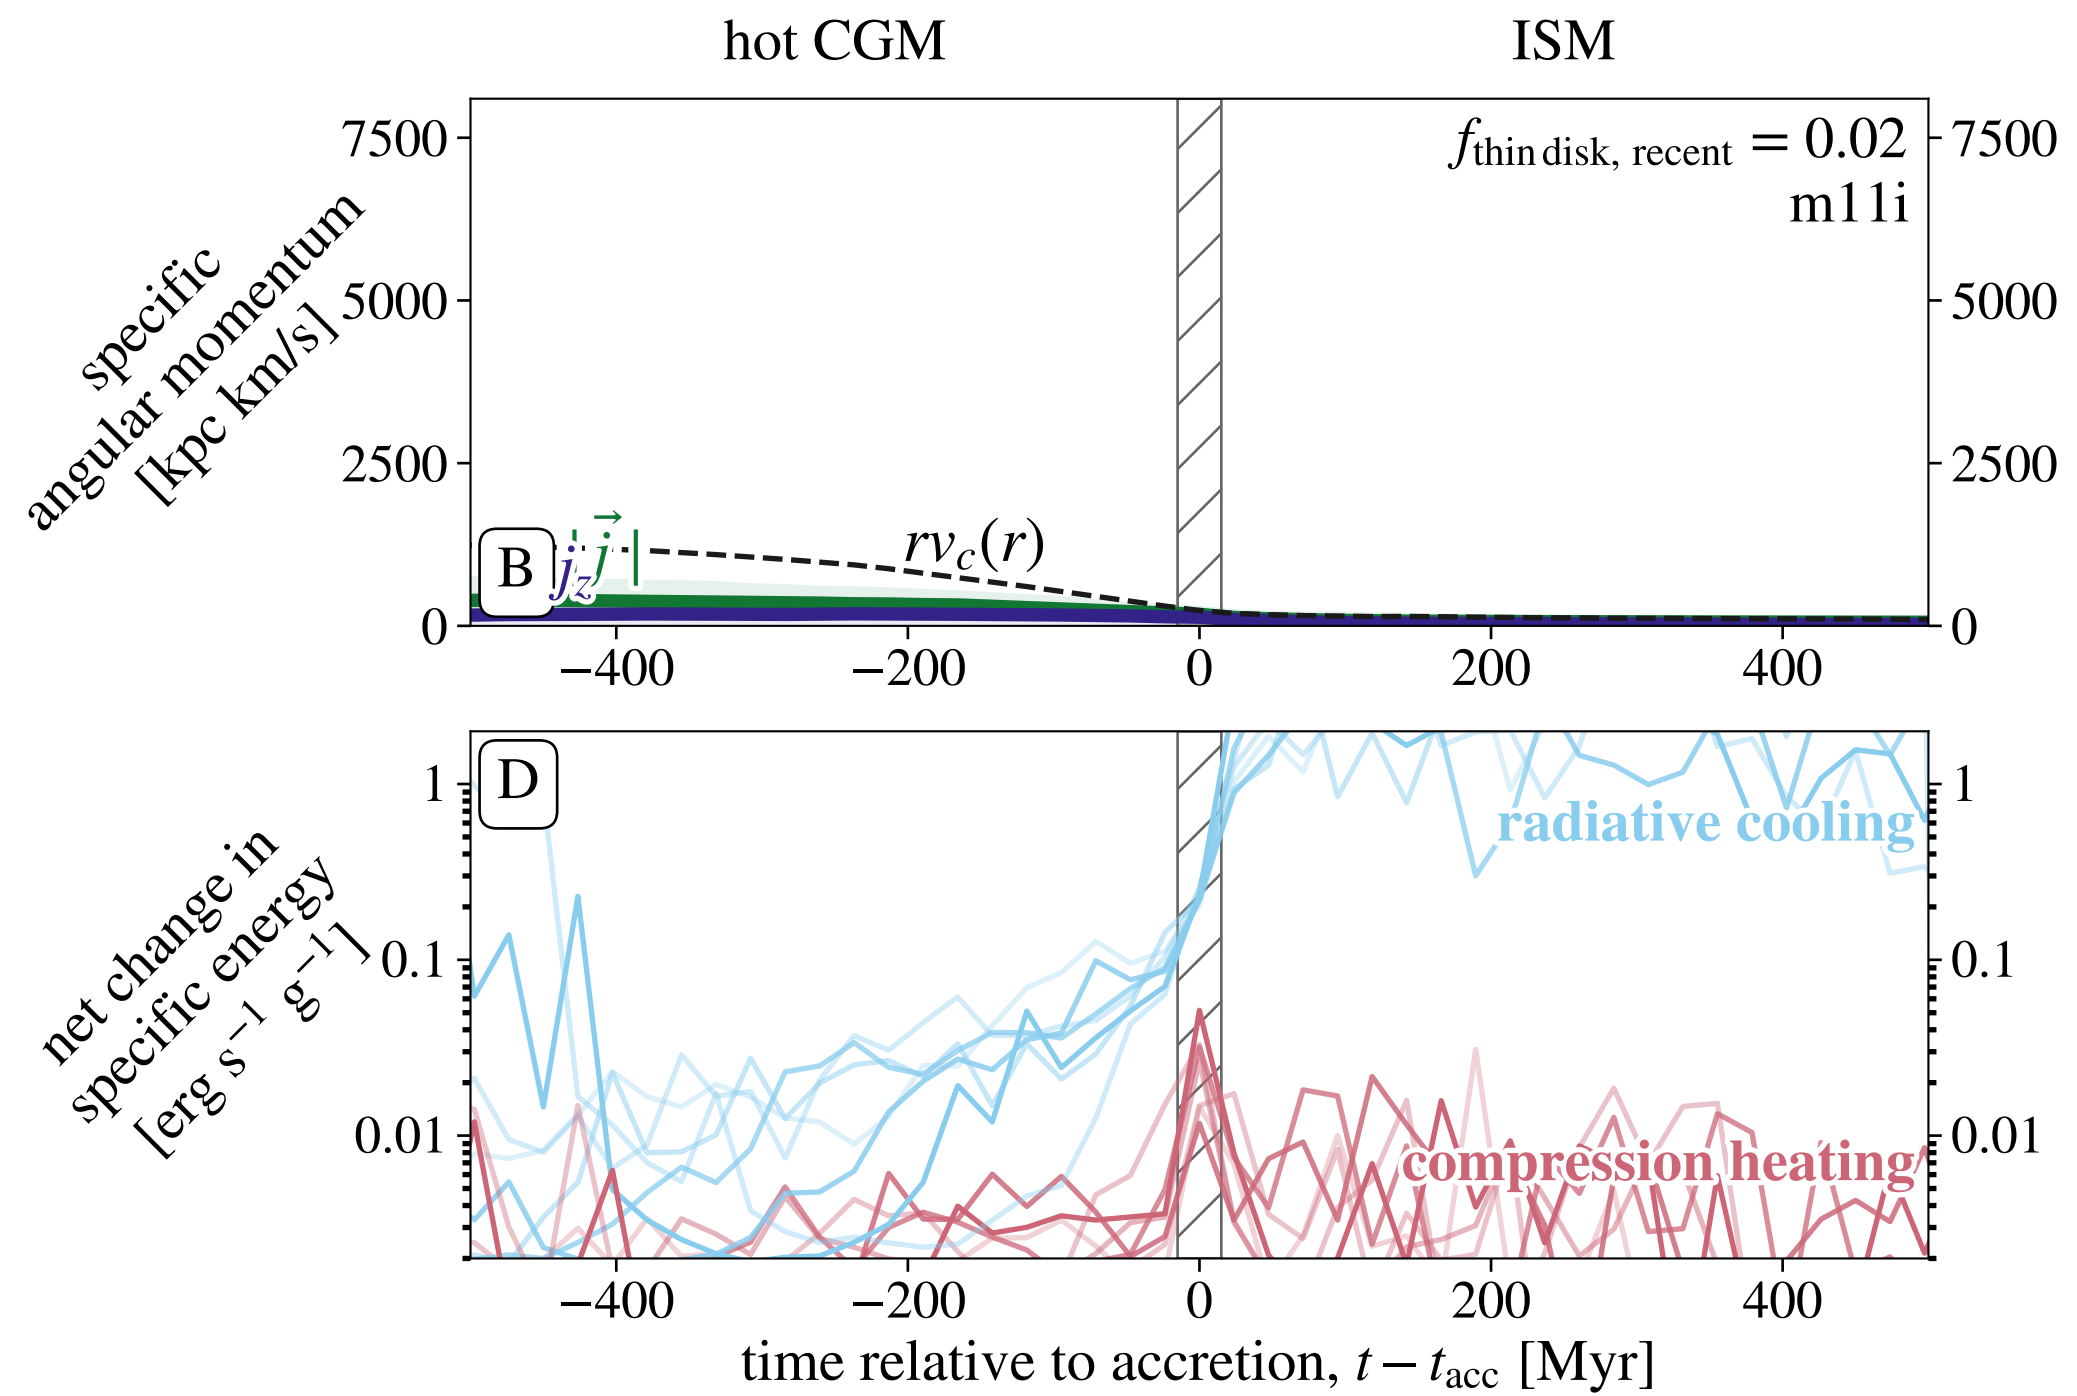 hot CGM
ISM
specific
angular momentum
[kpc km/s]
7500
5000
2500
0
7500
5000
2500
0
f_thin disk, recent = 0.02
m11i
B
j_z
|j⃗|
rv_c(r)
−400
−200
0
200
400
net change in
specific energy
[erg s⁻¹ g⁻¹]
1
0.1
0.01
1
0.1
0.01
D
radiative cooling
compression heating
−400
−200
0
200
400
time relative to accretion, t − t_acc [Myr]